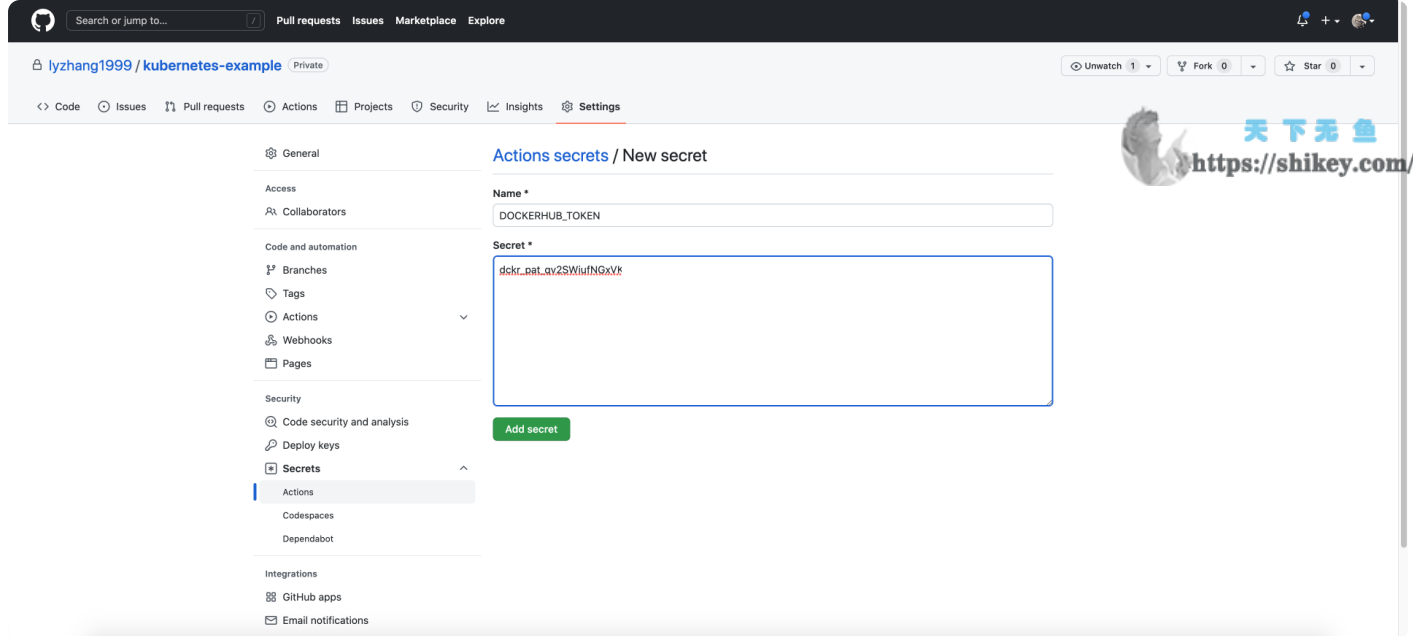 Search or jump to... /
Pull requests Issues Marketplace Explore
lyzhang1999 / kubernetes-example Private
Unwatch 1 Fork 0 Star 0
Code Issues Pull requests Actions Projects Security Insights Settings
天下无鱼
https://shikey.com/
General
Access
Collaborators
Code and automation
Branches
Tags
Actions
Webhooks
Pages
Security
Code security and analysis
Deploy keys
Secrets
Actions
Codespaces
Dependabot
Integrations
GitHub apps
Email notifications
Actions secrets / New secret
Name *
DOCKERHUB_TOKEN
Secret *
Add secret